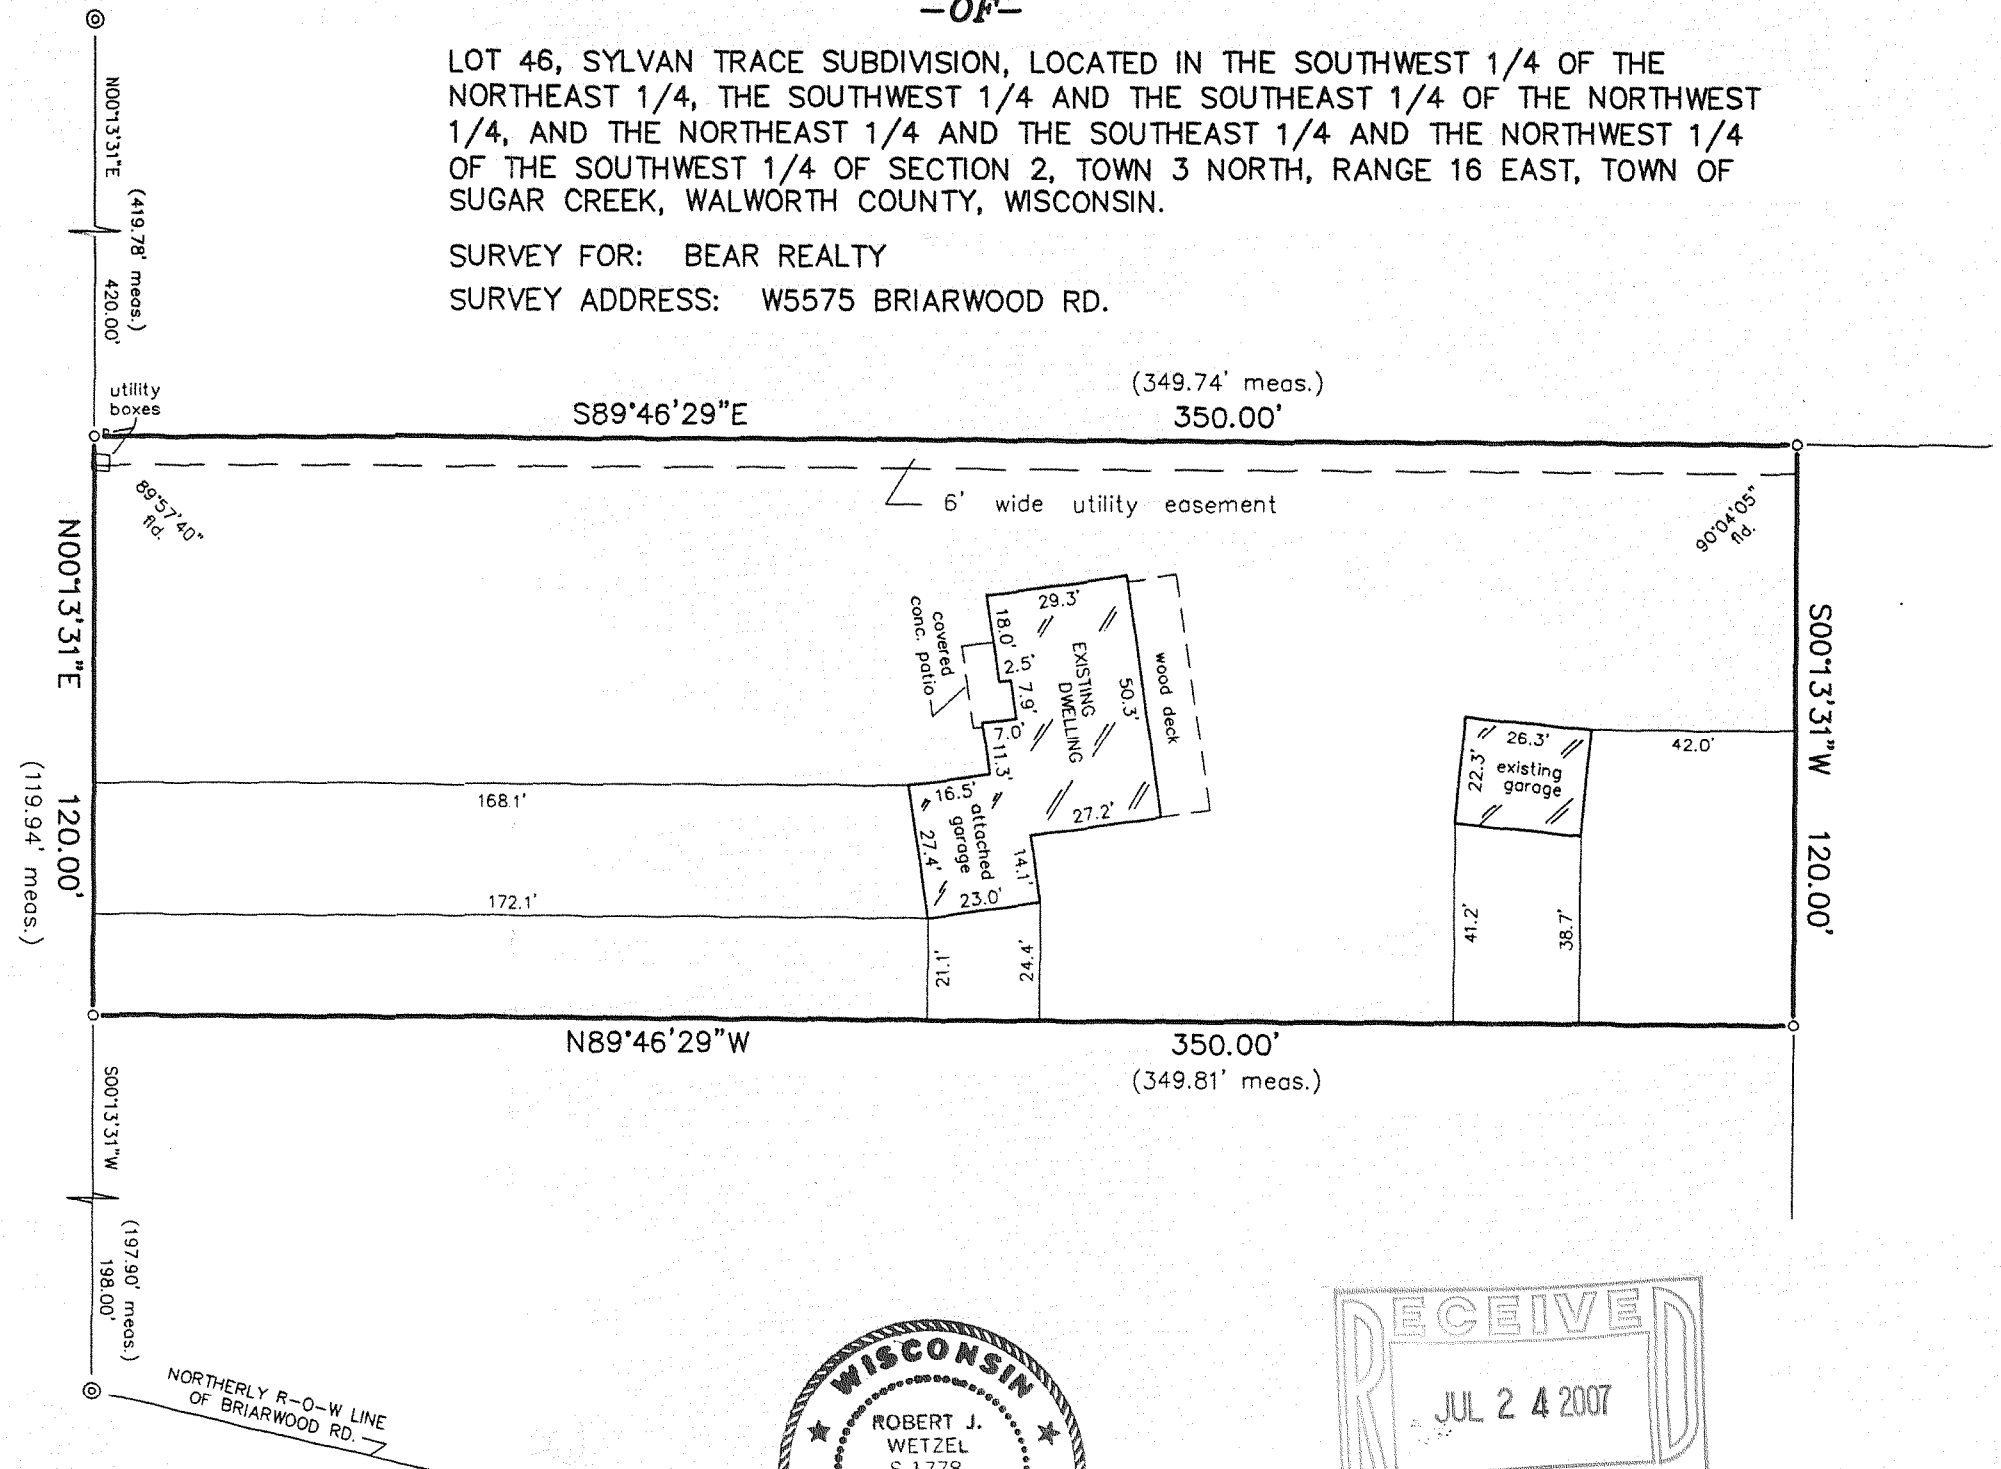 —OF—
LOT 46, SYLVAN TRACE SUBDIVISION, LOCATED IN THE SOUTHWEST 1/4 OF THE
NORTHEAST 1/4, THE SOUTHWEST 1/4 AND THE SOUTHEAST 1/4 OF THE NORTHWEST
1/4, AND THE NORTHEAST 1/4 AND THE SOUTHEAST 1/4 AND THE NORTHWEST 1/4
OF THE SOUTHWEST 1/4 OF SECTION 2, TOWN 3 NORTH, RANGE 16 EAST, TOWN OF
SUGAR CREEK, WALWORTH COUNTY, WISCONSIN.
SURVEY FOR: BEAR REALTY
SURVEY ADDRESS: W5575 BRIARWOOD RD.
N00°13'31"E
(419.78' meas.)
420.00'
utility
boxes
S89°46'29"E
(349.74' meas.)
350.00'
6' wide utility easement
89°57'40"
fld.
90°04'05"
fld.
N00°13'31"E
120.00'
(119.94' meas.)
S00°13'31"W
120.00'
covered
conc. patio
29.3'
18.0'
2.5'
7.9'
7.0'
11.3'
EXISTING
DWELLING
50.3'
wood deck
27.2'
16.5'
attached
garage
27.4'
23.0'
14.1'
168.1'
172.1'
21.1'
24.4'
26.3'
22.3'
existing
garage
42.0'
41.2'
38.7'
N89°46'29"W
350.00'
(349.81' meas.)
S00°13'31"W
(197.90' meas.)
198.00'
NORTHERLY R-O-W LINE
OF BRIARWOOD RD.
WISCONSIN
ROBERT J.
WETZEL
S-1778
RECEIVED
JUL 24 2007